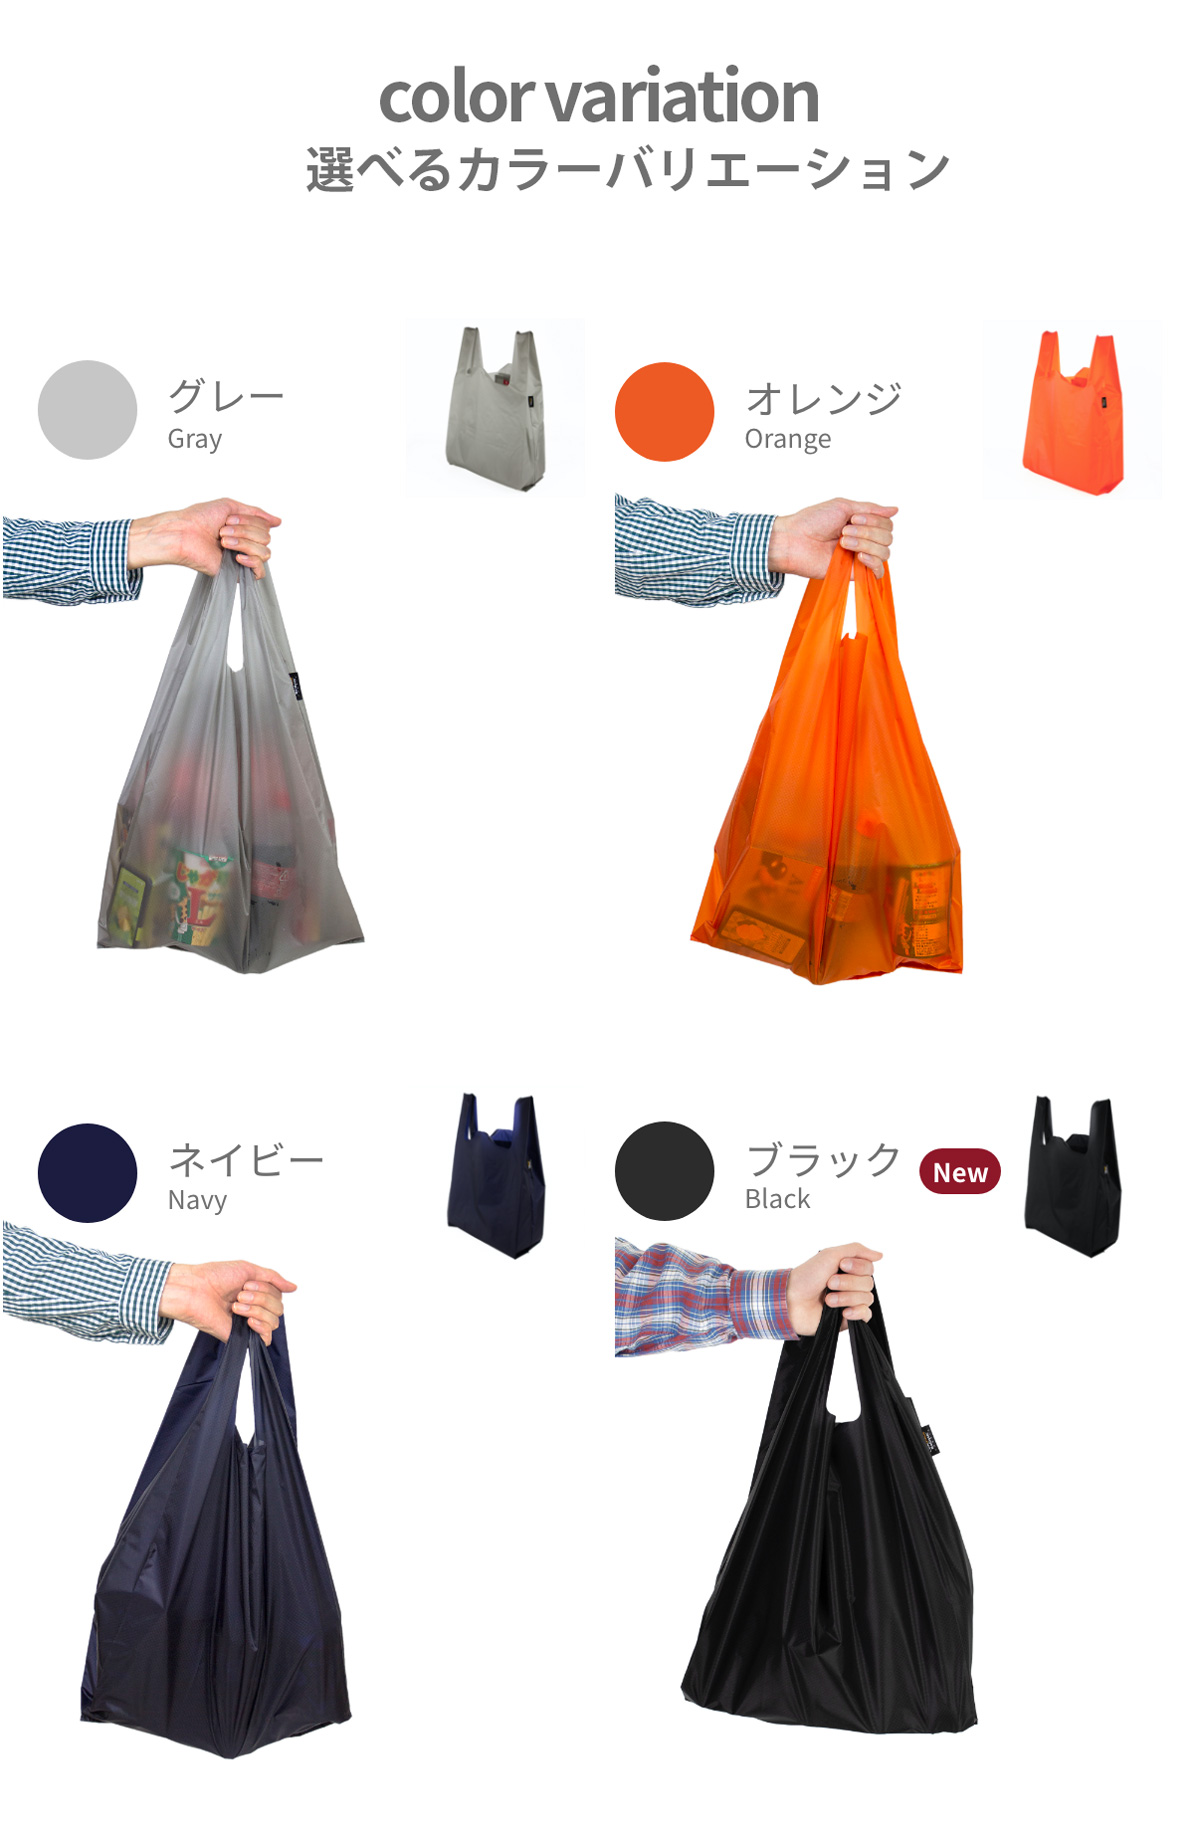 color variation
選べるカラーバリエーション
グレー
Gray
オレンジ
Orange
ネイビー
Navy
ブラック
New
Black